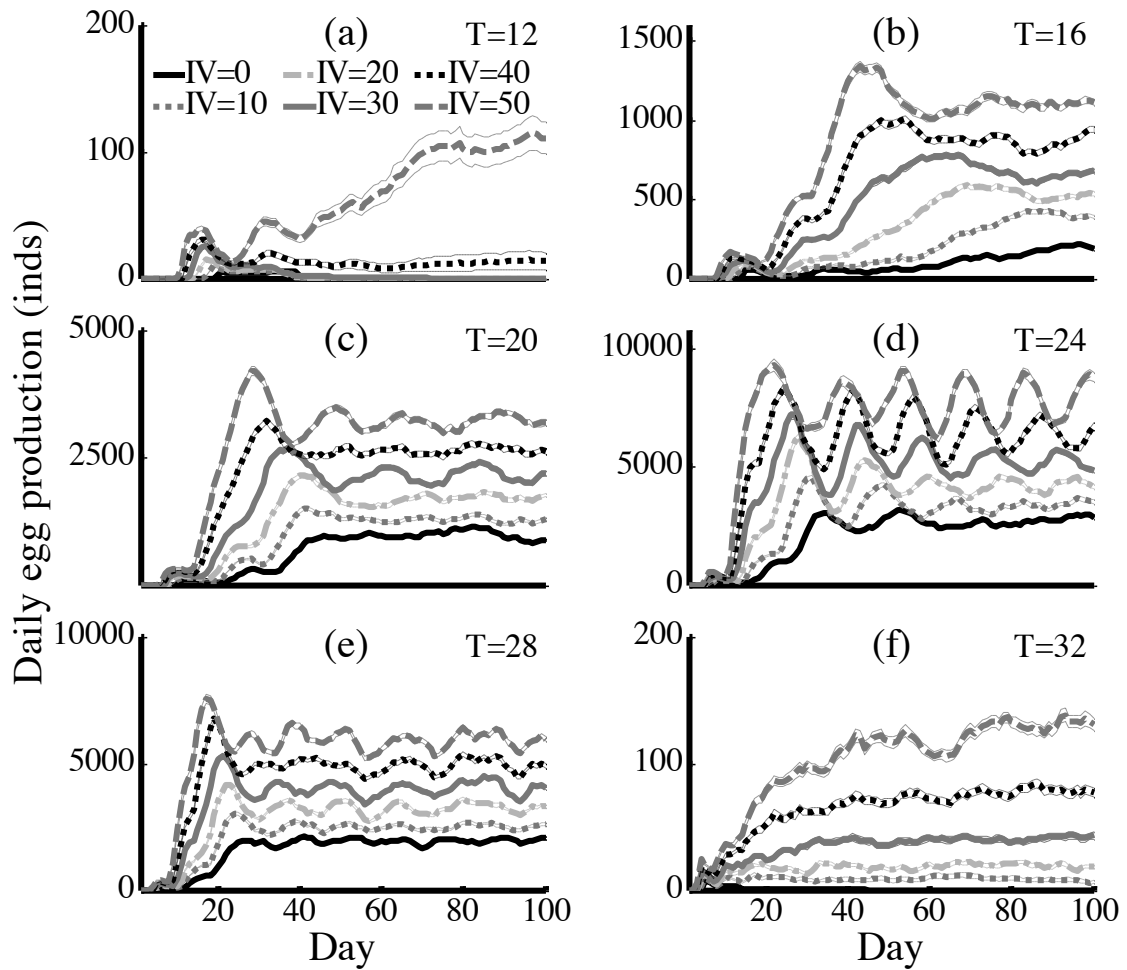 200 (a) T=12
IV=0 IV=20 IV=40
IV=10 IV=30 IV=50
100
0
1500 (b) T=16
1000
500
0
Daily egg production (inds)
5000 (c) T=20
2500
10000 (d) T=24
5000
0
10000 (e) T=28
5000
0
20 40 60 80 100
Day
200 (f) T=32
100
0
20 40 60 80 100
Day